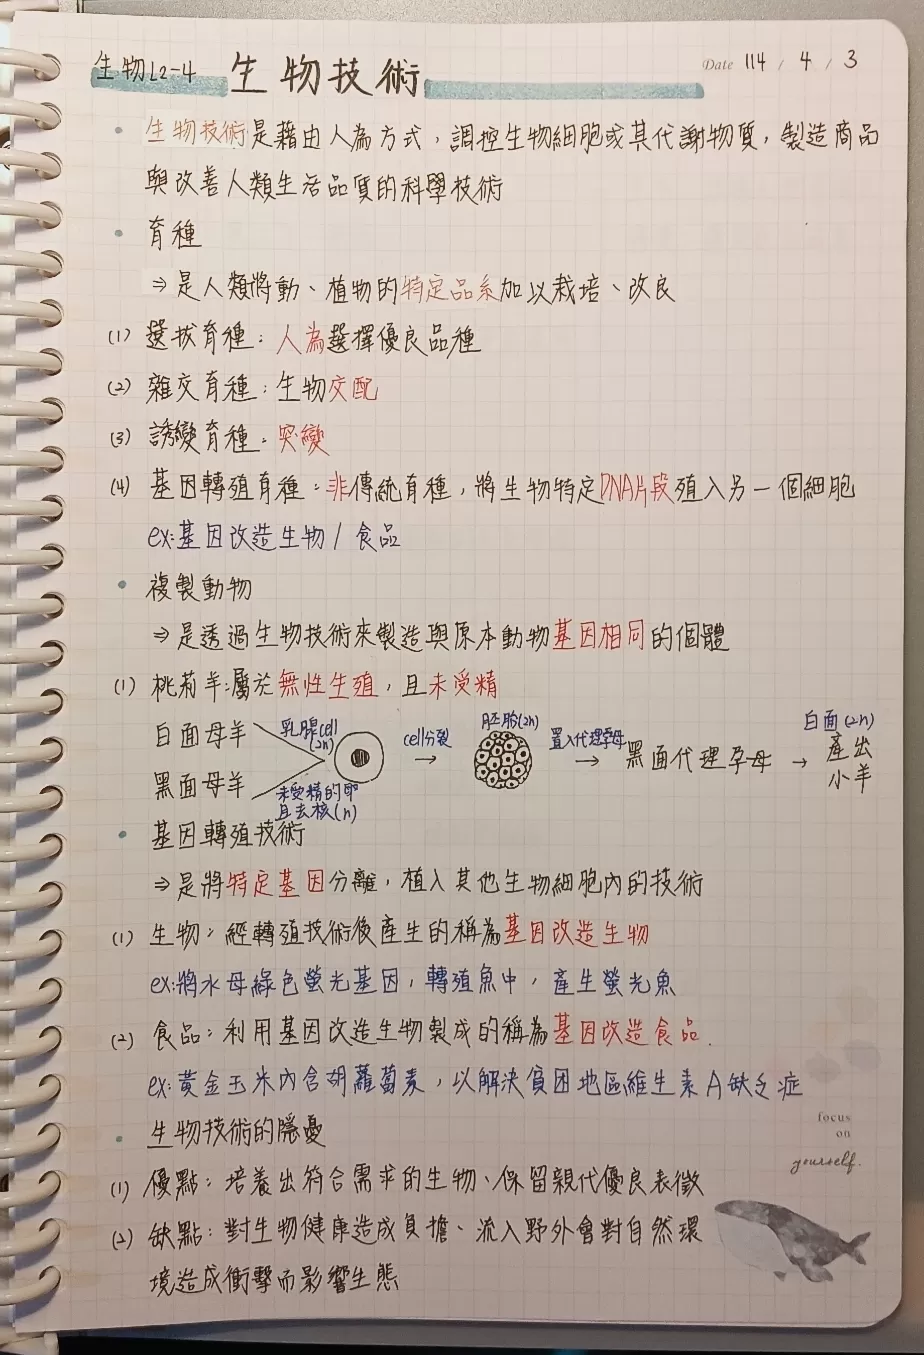 生物L2-4 生物技術 Date 114 / 4 / 3
• 生物技術是藉由人為方式，調控生物細胞或其代謝物質，製造商品
與改善人類生活品質的科學技術
• 育種
⇒是人類將動、植物的特定品系加以栽培、改良
(1) 選拔育種：人為選擇優良品種
(2) 雜交育種：生物交配
(3) 誘變育種：突變
(4) 基因轉殖育種：非傳統育種，將生物特定DNA片段殖入另一個細胞
ex:基因改造生物/食品
• 複製動物
⇒是透過生物技術來製造與原本動物基因相同的個體
(1) 桃莉羊:屬於無性生殖，且未受精
白面母羊 乳腺cell (2n) cell分裂 → 胚胎(2n) 置入代理孕母 → 黑面代理孕母 → 白面(2n) 產出小羊
黑面母羊 未受精的卵 且去核(n)
• 基因轉殖技術
⇒是將特定基因分離，植入其他生物細胞內的技術
(1) 生物：經轉殖技術後產生的稱為基因改造生物
ex:將水母綠色螢光基因，轉殖魚中，產生螢光魚
(2) 食品：利用基因改造生物製成的稱為基因改造食品.
ex:黃金玉米內含胡蘿蔔素，以解決貧困地區維生素A缺乏症
focus
on
yourself.
• 生物技術的隱憂
(1) 優點：培養出符合需求的生物、保留親代優良表徵
(2) 缺點：對生物健康造成負擔、流入野外會對自然環
境造成衝擊而影響生態